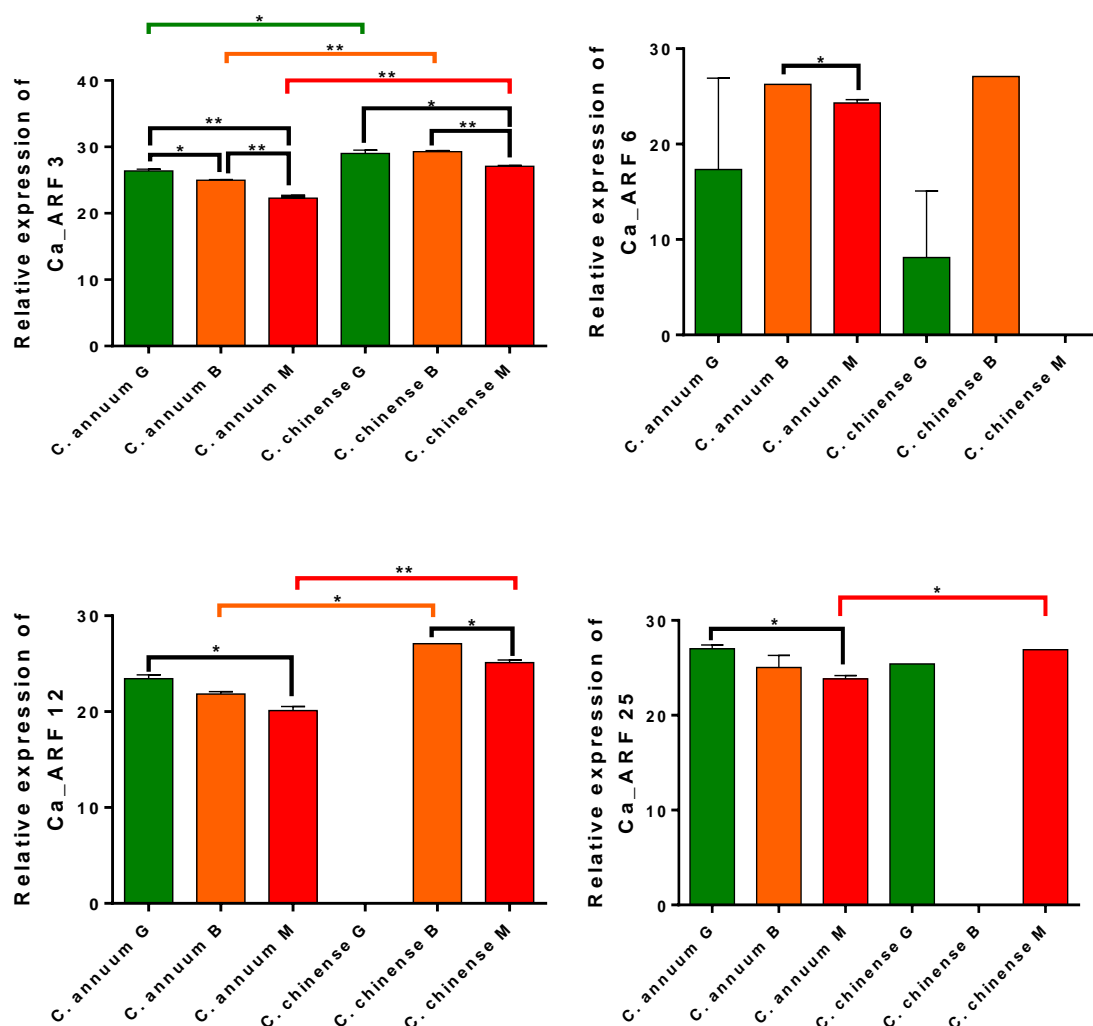 *
**
**
*
**
**
*
**
Relative expression of
Ca_ARF 3
40
30
20
10
0
C. annuum G
C. annuum B
C. annuum M
C. chinense G
C. chinense B
C. chinense M
*
Relative expression of
Ca_ARF 6
30
20
10
0
C. annuum G
C. annuum B
C. annuum M
C. chinense G
C. chinense B
C. chinense M
**
*
*
*
Relative expression of
Ca_ARF 12
30
20
10
0
C. annuum G
C. annuum B
C. annuum M
C. chinense G
C. chinense B
C. chinense M
*
*
Relative expression of
Ca_ARF 25
30
20
10
0
C. annuum G
C. annuum B
C. annuum M
C. chinense G
C. chinense B
C. chinense M